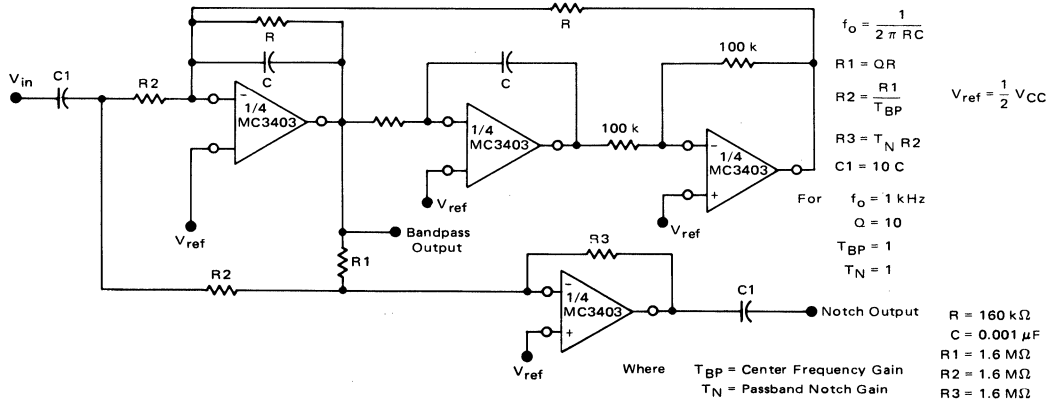 R
R
C
V_in
C1
R2
−
1/4
MC3403
V_ref
C
−
1/4
MC3403
V_ref
100 k
100 k
−
1/4
MC3403
+
V_ref
Bandpass
Output
R1
R2
R3
−
1/4
MC3403
+
V_ref
C1
Notch Output
f_o = 1 / 2 π RC
R1 = QR
R2 = R1 / T_BP
R3 = T_N R2
C1 = 10 C
V_ref = 1/2 V_CC
For f_o = 1 kHz
Q = 10
T_BP = 1
T_N = 1
R = 160 kΩ
C = 0.001 μF
R1 = 1.6 MΩ
R2 = 1.6 MΩ
R3 = 1.6 MΩ
Where T_BP = Center Frequency Gain
T_N = Passband Notch Gain